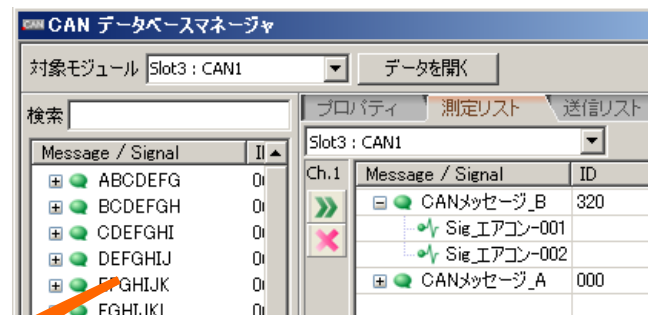 CAN データベースマネージャ
対象モジュール Slot3 : CAN1 データを開く
検索
プロパティ 測定リスト 送信リスト
Slot3 : CAN1
Message / Signal
ABCDEFG
BCDEFGH
CDEFGHI
DEFGHIJ
EFGHIJK
FGHIJKL
Ch.1 Message / Signal ID
CANメッセージ_B 320
Sig_エアコン-001
Sig_エアコン-002
CANメッセージ_A 000